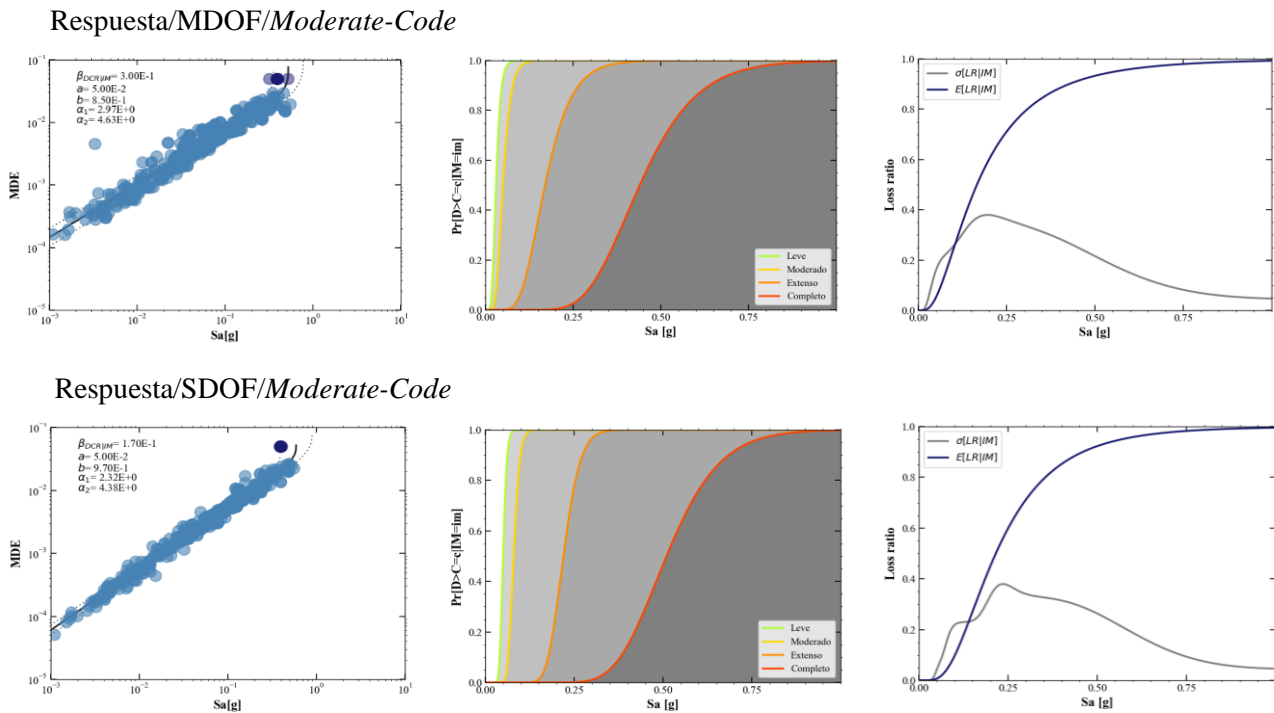 Respuesta/MDOF/Moderate-Code
β_DCR|IM= 3.00E-1
a= 5.00E-2
b= 8.50E-1
α₁= 2.97E+0
α₂= 4.63E+0
MDE
10⁻¹
10⁻²
10⁻³
10⁻⁴
10⁻⁵
10⁻³ 10⁻² 10⁻¹ 10⁰ 10¹
Sa[g]
Pr[D>C=c|IM=im]
1.0
0.8
0.6
0.4
0.2
0.0
0.00 0.25 0.50 0.75
Sa [g]
Leve
Moderado
Extenso
Completo
Loss ratio
1.0
0.8
0.6
0.4
0.2
0.0
0.00 0.25 0.50 0.75
Sa [g]
σ[LR|IM]
E[LR|IM]
Respuesta/SDOF/Moderate-Code
β_DCR|IM= 1.70E-1
a= 5.00E-2
b= 9.70E-1
α₁= 2.32E+0
α₂= 4.38E+0
MDE
10⁻¹
10⁻²
10⁻³
10⁻⁴
10⁻⁵
10⁻³ 10⁻² 10⁻¹ 10⁰ 10¹
Sa[g]
Pr[D>C=c|IM=im]
1.0
0.8
0.6
0.4
0.2
0.0
0.00 0.25 0.50 0.75
Sa [g]
Leve
Moderado
Extenso
Completo
Loss ratio
1.0
0.8
0.6
0.4
0.2
0.0
0.00 0.25 0.50 0.75
Sa [g]
σ[LR|IM]
E[LR|IM]